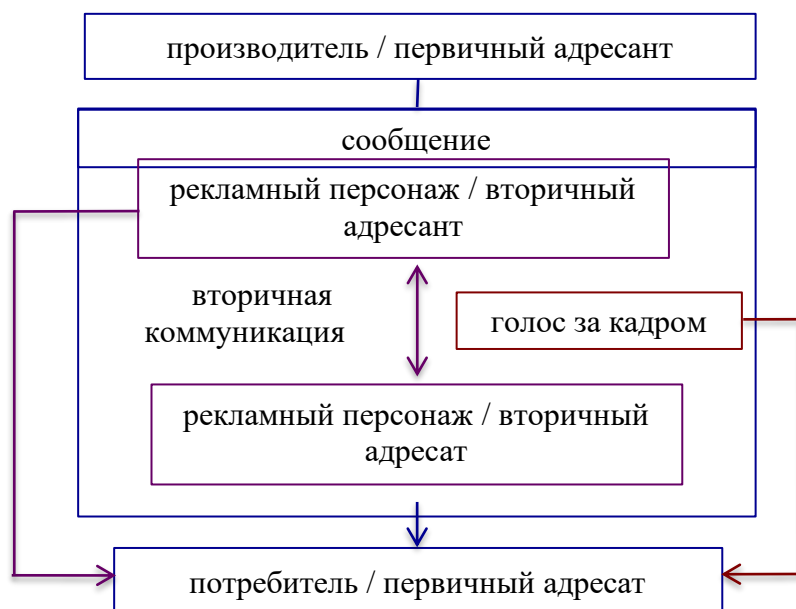 производитель / первичный адресант
сообщение
рекламный персонаж / вторичный
адресант
вторичная
коммуникация
голос за кадром
рекламный персонаж / вторичный
адресат
потребитель / первичный адресат